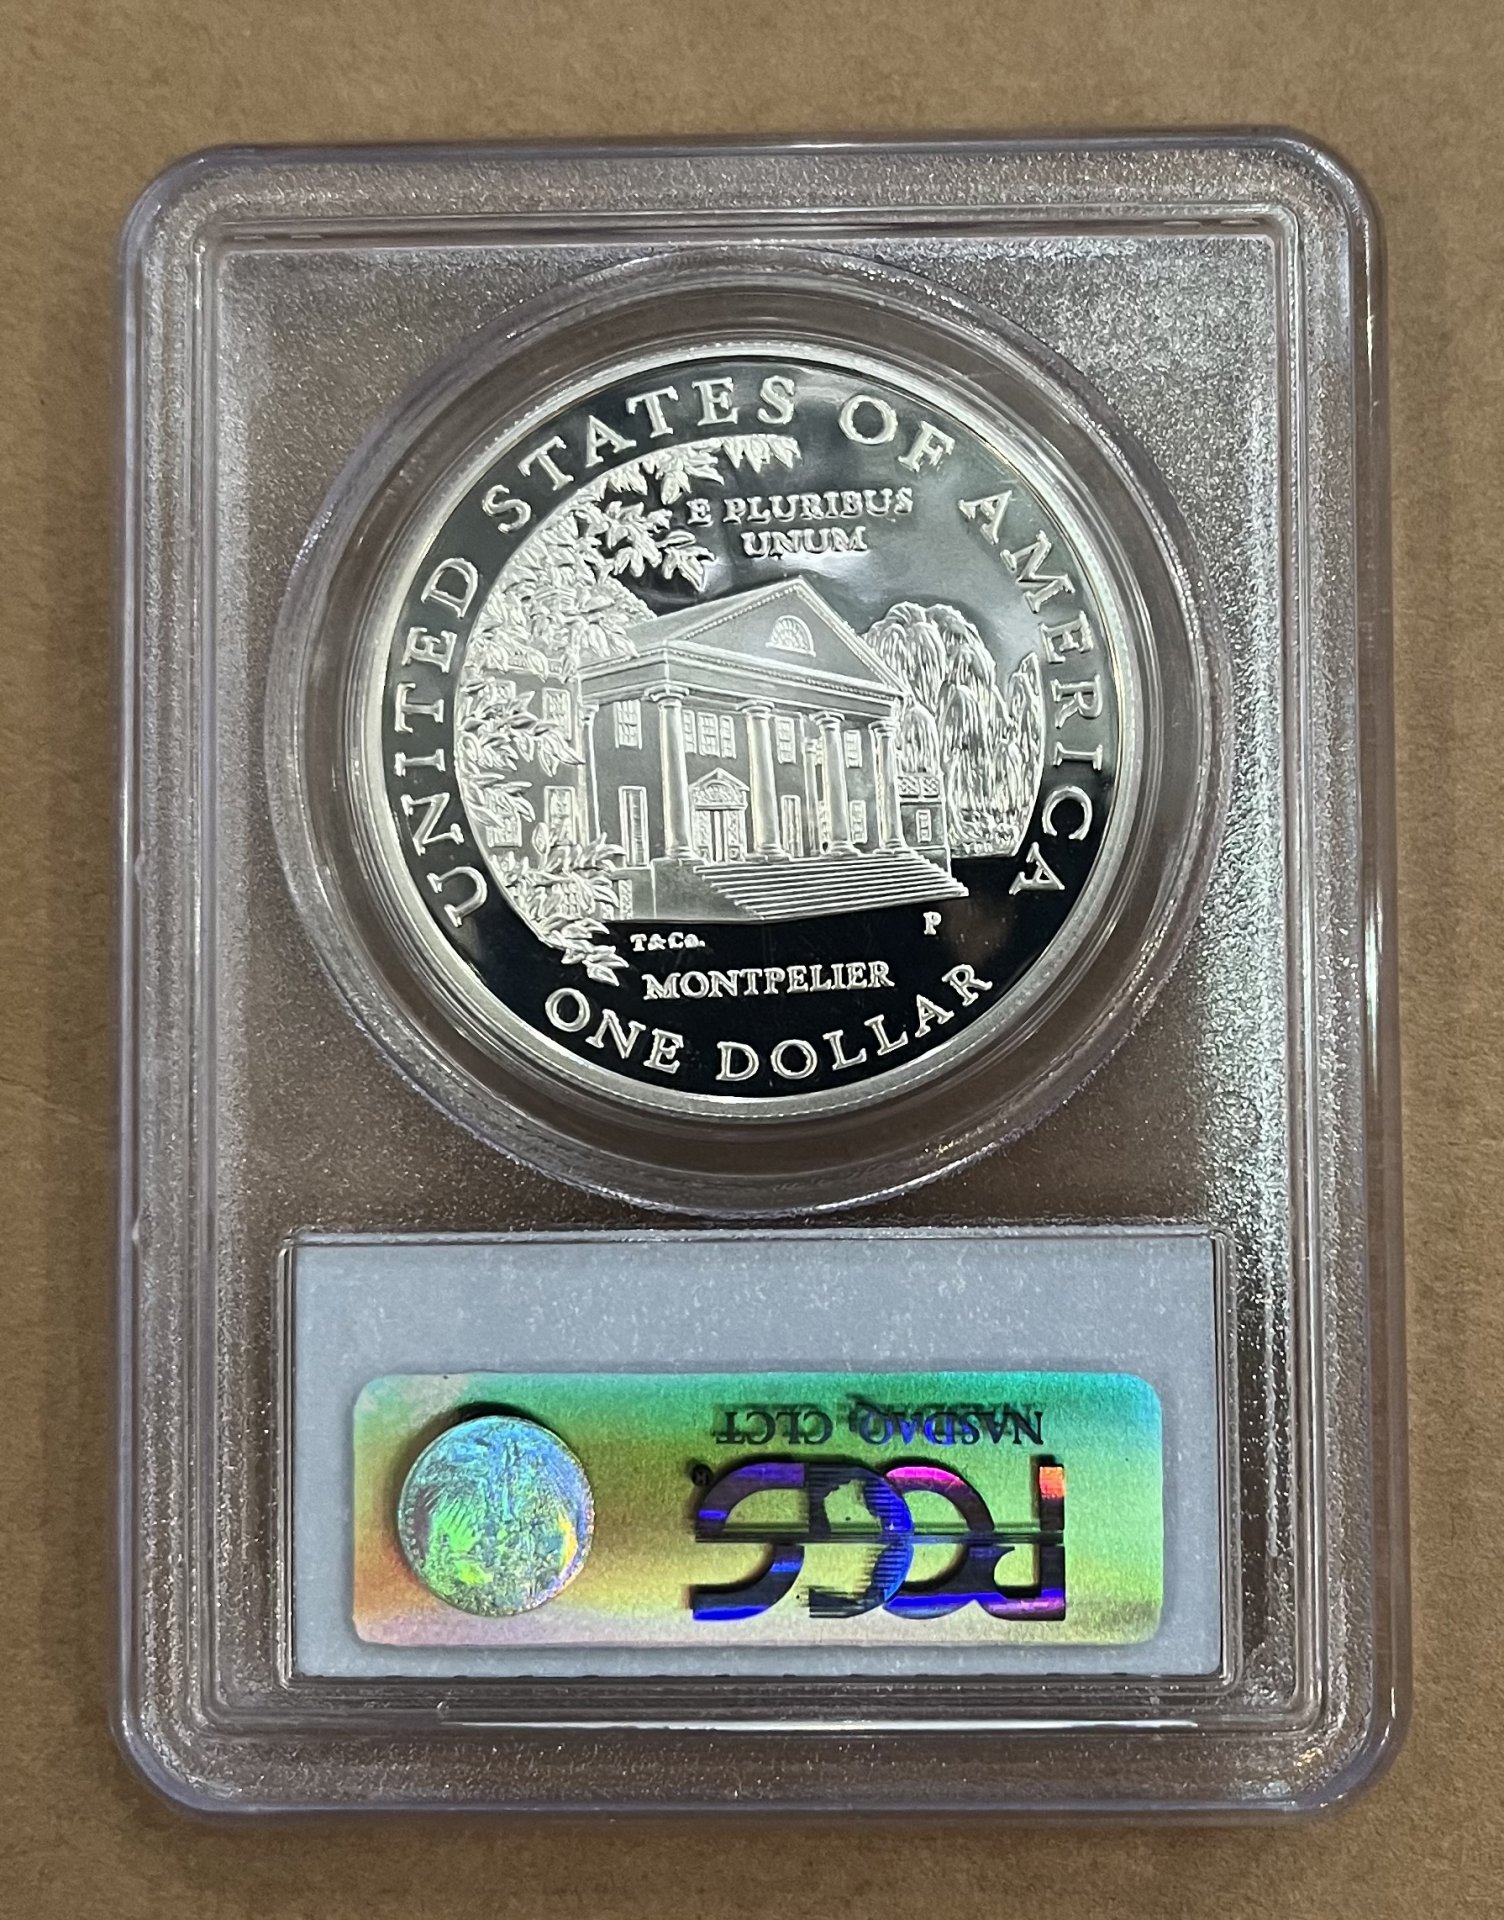 UNITED STATES OF AMERICA
E PLURIBUS
UNUM
T&Co.
P
MONTPELIER
ONE DOLLAR
NASDAQ CLCT
PCGS